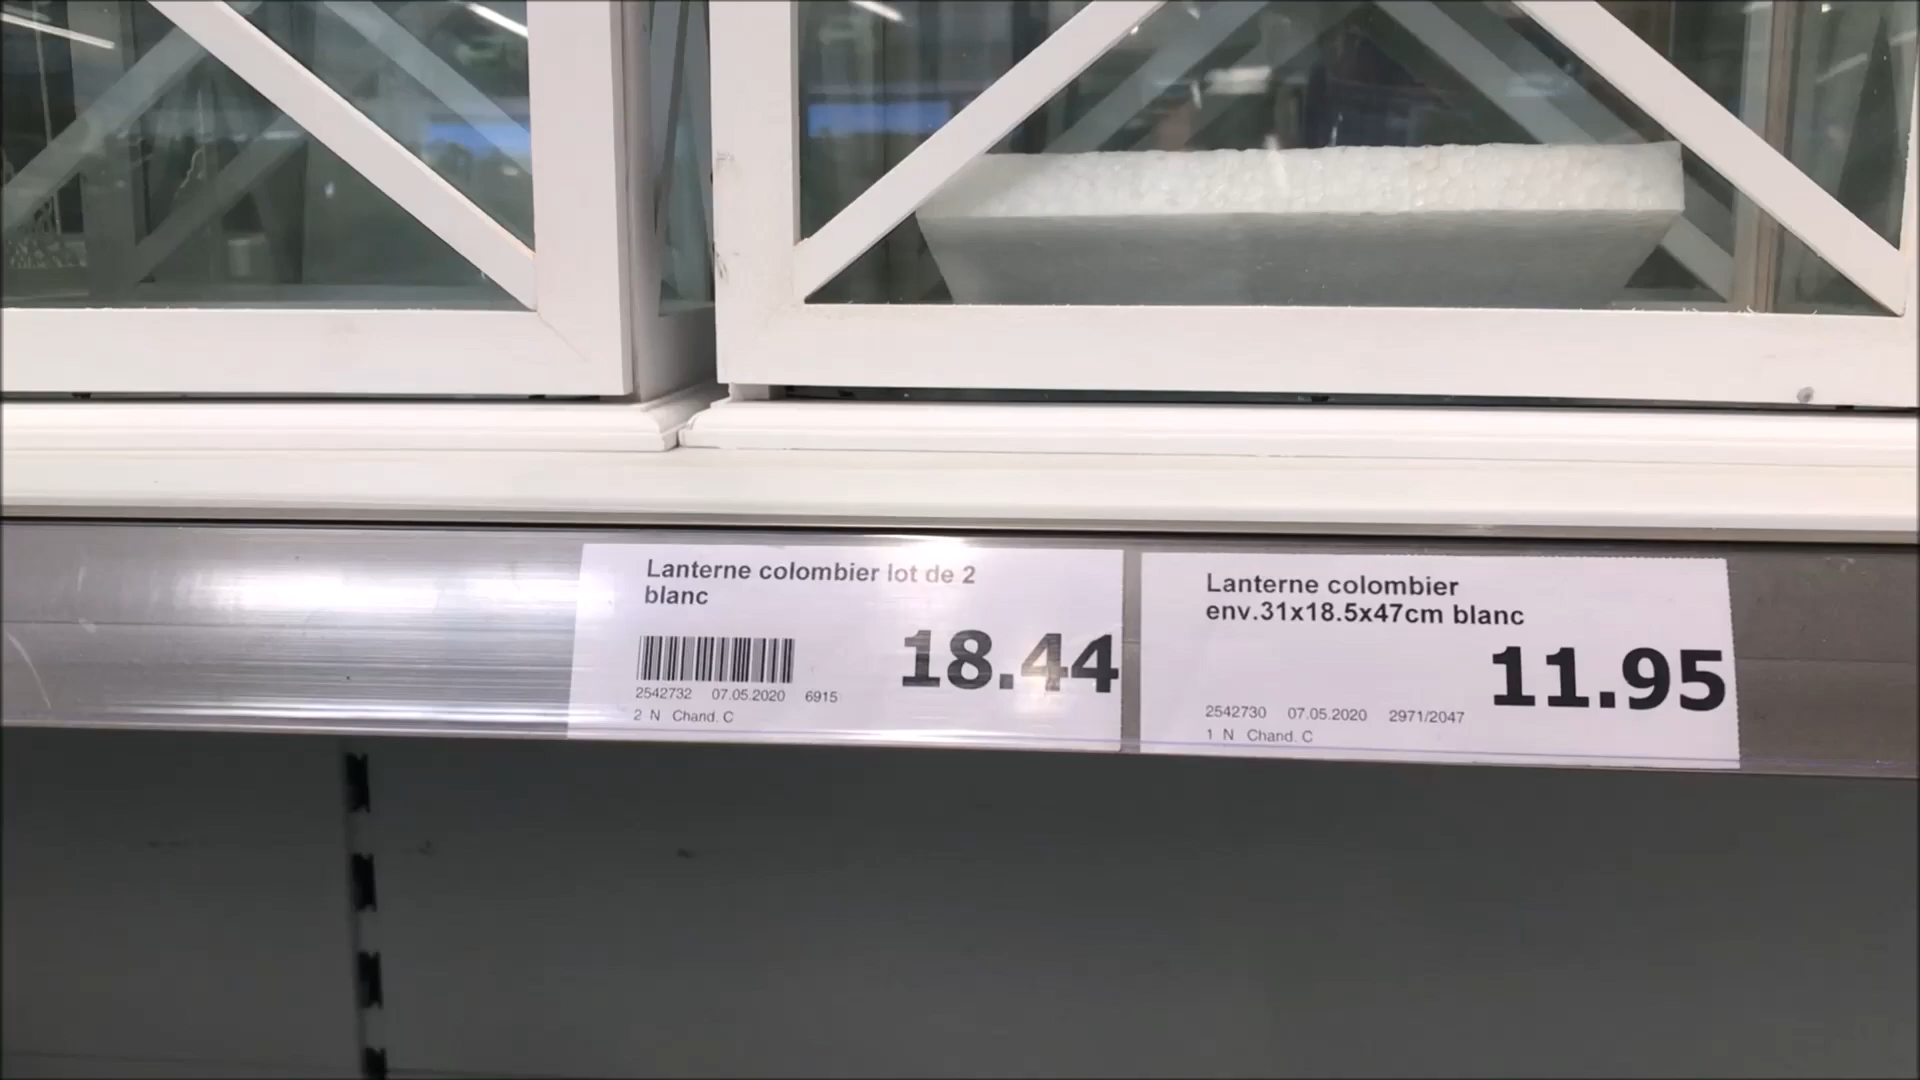 Lanterne colombier lot de 2
blanc
18.44
2542732 07.05.2020 6915
2 N Chand. C
Lanterne colombier
env.31x18.5x47cm blanc
11.95
2542730 07.05.2020 2971/2047
1 N Chand. C